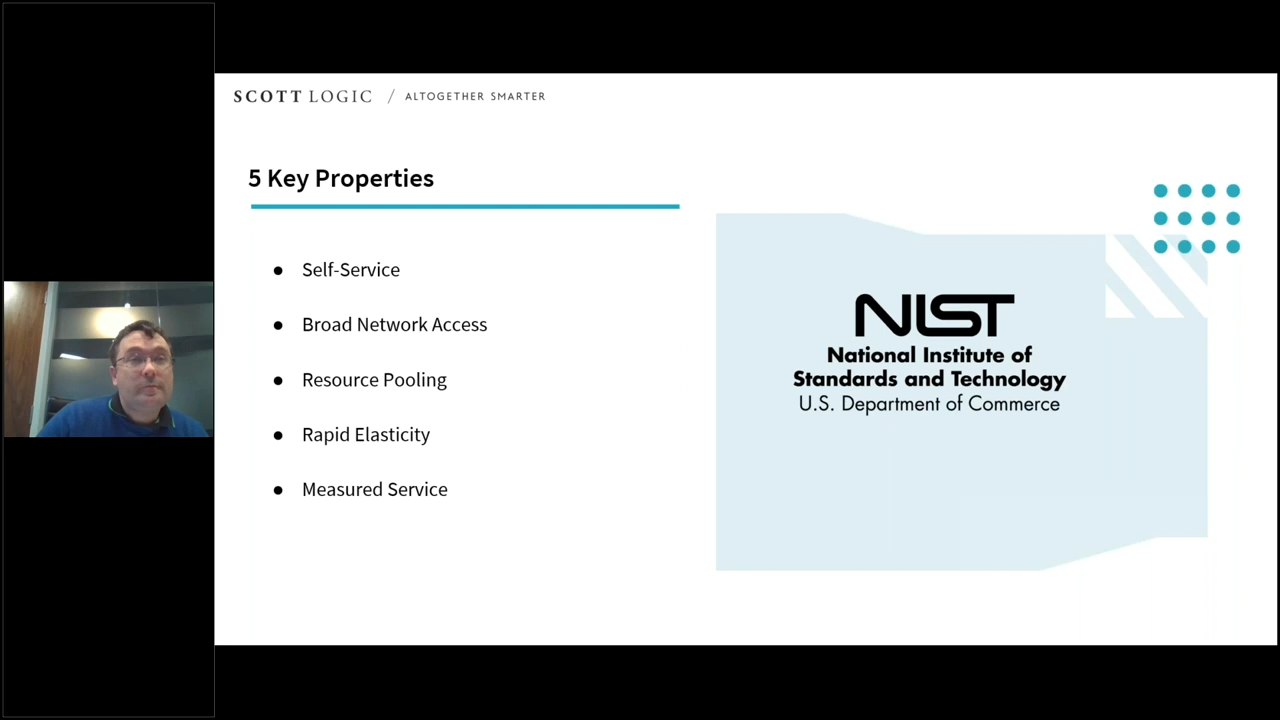 SCOTT LOGIC / ALTOGETHER SMARTER
5 Key Properties
● Self-Service
● Broad Network Access
● Resource Pooling
● Rapid Elasticity
● Measured Service
NIST
National Institute of
Standards and Technology
U.S. Department of Commerce